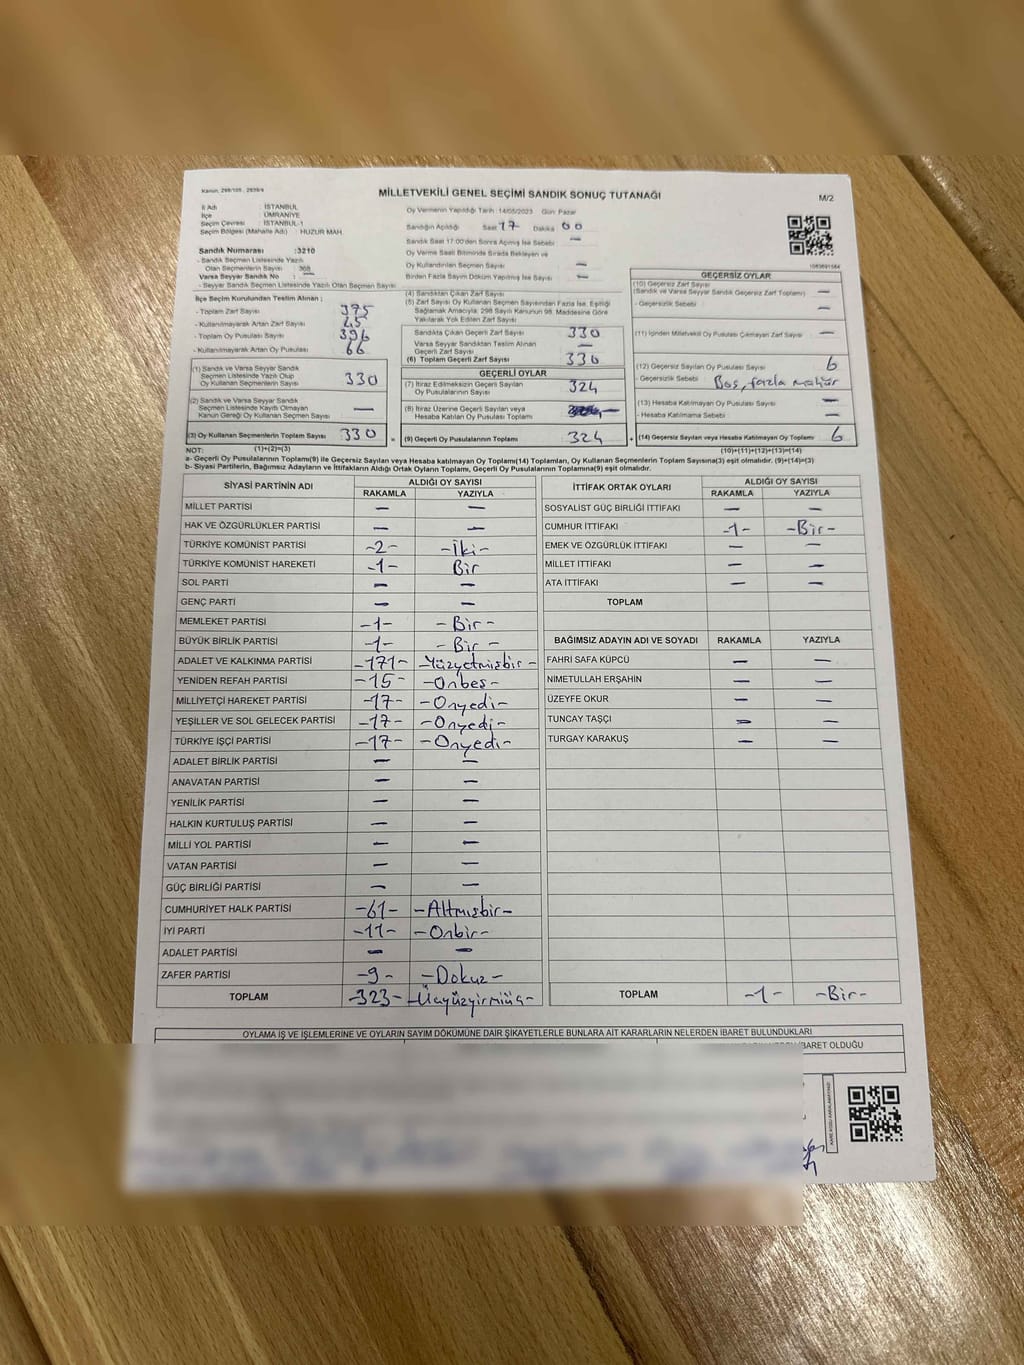 Kanun, 298/105 , 2839/4
MİLLETVEKİLİ GENEL SEÇİMİ SANDIK SONUÇ TUTANAĞI
M/2
İl Adı : İSTANBUL
İlçe : ÜMRANİYE
Seçim Çevresi : İSTANBUL-1
Seçim Bölgesi (Mahalle Adı) : HUZUR MAH.
Sandık Numarası :3210
- Sandık Seçmen Listesinde Yazılı
Olan Seçmenlerin Sayısı : 368
Varsa Seyyar Sandık No : —
- Seyyar Sandık Seçmen Listesinde Yazılı Olan Seçmen Sayısı
İlçe Seçim Kurulundan Teslim Alınan :
- Toplam Zarf Sayısı 375
- Kullanılmayarak Artan Zarf Sayısı 45
- Toplam Oy Pusulası Sayısı 396
- Kullanılmayarak Artan Oy Pusulası 66
(1) Sandık ve Varsa Seyyar Sandık
Seçmen Listesinde Yazılı Olup
Oy Kullanan Seçmenlerin Sayısı 330
(2) Sandık ve Varsa Seyyar Sandık
Seçmen Listesinde Kayıtlı Olmayan
Kanun Gereği Oy Kullanan Seçmen Sayısı —
(3) Oy Kullanan Seçmenlerin Toplam Sayısı 330 =
Oy Vermenin Yapıldığı Tarih : 14/05/2023 Gün: Pazar
Sandığın Açıldığı Saat 17 Dakika 00
Sandık Saat 17.00'den Sonra Açılmış İse Sebebi —
Oy Verme Saati Bitiminde Sırada Bekleyen ve
Oy Kullandırılan Seçmen Sayısı —
Birden Fazla Sayım Döküm Yapılmış İse Sayısı —
(4) Sandıktan Çıkan Zarf Sayısı
(5) Zarf Sayısı Oy Kullanan Seçmen Sayısından Fazla İse, Eşitliği
Sağlamak Amacıyla, 298 Sayılı Kanunun 98. Maddesine Göre
Yakılarak Yok Edilen Zarf Sayısı
Sandıkta Çıkan Geçerli Zarf Sayısı 330
Varsa Seyyar Sandıktan Teslim Alınan
Geçerli Zarf Sayısı —
(6) Toplam Geçerli Zarf Sayısı 330
GEÇERLİ OYLAR
(7) İtiraz Edilmeksizin Geçerli Sayılan
Oy Pusulalarının Sayısı 324
(8) İtiraz Üzerine Geçerli Sayılan veya
Hesaba Katılan Oy Pusulası Toplamı —
(9) Geçerli Oy Pusulalarının Toplamı 324 +
1083691564
GEÇERSİZ OYLAR
(10) Geçersiz Zarf Sayısı
(Sandık ve Varsa Seyyar Sandık Geçersiz Zarf Toplamı) —
- Geçersizlik Sebebi —
(11) İçinden Milletvekili Oy Pusulası Çıkmayan Zarf Sayısı —
(12) Geçersiz Sayılan Oy Pusulası Sayısı 6
- Geçersizlik Sebebi Boş, fazla mühür
(13) Hesaba Katılmayan Oy Pusulası Sayısı —
- Hesaba Katılmama Sebebi —
(14) Geçersiz Sayılan veya Hesaba Katılmayan Oy Toplamı 6
NOT: (1)+(2)=(3) (10)+(11)+(12)+(13)=(14)
a- Geçerli Oy Pusulalarının Toplamı(9) ile Geçersiz Sayılan veya Hesaba Katılmayan Oy Toplamı(14) Toplamları, Oy Kullanan Seçmenlerin Toplam Sayısına(3) eşit olmalıdır. (9)+(14)=(3)
b- Siyasi Partilerin, Bağımsız Adayların ve İttifakların Aldığı Ortak Oyların Toplamı, Geçerli Oy Pusulalarının Toplamına(9) eşit olmalıdır.
SİYASİ PARTİNİN ADI ALDIĞI OY SAYISI
RAKAMLA YAZIYLA
MİLLET PARTİSİ — —
HAK VE ÖZGÜRLÜKLER PARTİSİ — —
TÜRKİYE KOMÜNİST PARTİSİ -2- -İki-
TÜRKİYE KOMÜNİST HAREKETİ -1- Bir
SOL PARTİ — —
GENÇ PARTİ — —
MEMLEKET PARTİSİ -1- -Bir-
BÜYÜK BİRLİK PARTİSİ -1- -Bir-
ADALET VE KALKINMA PARTİSİ -171- -Yüzyetmişbir-
YENİDEN REFAH PARTİSİ -15- -Onbeş-
MİLLİYETÇİ HAREKET PARTİSİ -17- -Onyedi-
YEŞİLLER VE SOL GELECEK PARTİSİ -17- -Onyedi-
TÜRKİYE İŞÇİ PARTİSİ -17- -Onyedi-
ADALET BİRLİK PARTİSİ — —
ANAVATAN PARTİSİ — —
YENİLİK PARTİSİ — —
HALKIN KURTULUŞ PARTİSİ — —
MİLLİ YOL PARTİSİ — —
VATAN PARTİSİ — —
GÜÇ BİRLİĞİ PARTİSİ — —
CUMHURİYET HALK PARTİSİ -61- -Altmışbir-
İYİ PARTİ -11- -Onbir-
ADALET PARTİSİ — —
ZAFER PARTİSİ -9- -Dokuz-
TOPLAM -323- -Üçyüzyirmiüç-
İTTİFAK ORTAK OYLARI ALDIĞI OY SAYISI
RAKAMLA YAZIYLA
SOSYALİST GÜÇ BİRLİĞİ İTTİFAKI — —
CUMHUR İTTİFAKI -1- -Bir-
EMEK VE ÖZGÜRLÜK İTTİFAKI — —
MİLLET İTTİFAKI — —
ATA İTTİFAKI — —
TOPLAM
BAĞIMSIZ ADAYIN ADI VE SOYADI RAKAMLA YAZIYLA
FAHRİ SAFA KÜPCÜ — —
NİMETULLAH ERŞAHİN — —
ÜZEYFE OKUR — —
TUNCAY TAŞÇI — —
TURGAY KARAKUŞ — —
TOPLAM -1- -Bir-
OYLAMA İŞ VE İŞLEMLERİNE VE OYLARIN SAYIM DÖKÜMÜNE DAİR ŞİKAYETLERLE BUNLARA AİT KARARLARIN NELERDEN İBARET BULUNDUKLARI
İBARET OLDUĞU